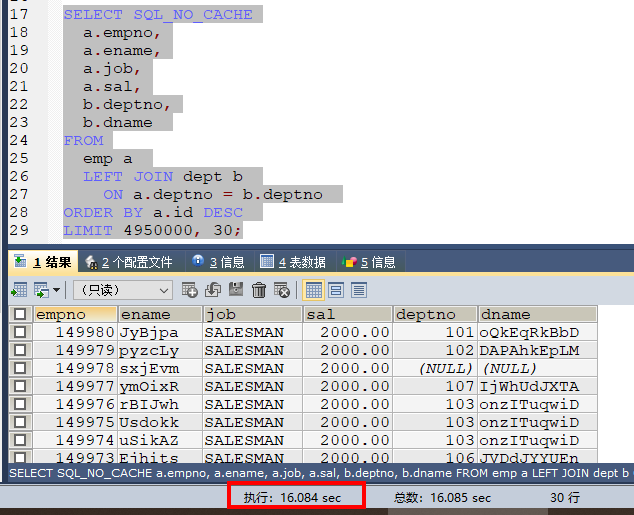 17 SELECT SQL_NO_CACHE
18 a.empno,
19 a.ename,
20 a.job,
21 a.sal,
22 b.deptno,
23 b.dname
24 FROM
25 emp a
26 LEFT JOIN dept b
27 ON a.deptno = b.deptno
28 ORDER BY a.id DESC
29 LIMIT 4950000, 30;
1 结果 2 个配置文件 3 信息 4 表数据 5 信息
（只读）
empno ename job sal deptno dname
149980 JyBjpa SALESMAN 2000.00 101 oQkEqRkBbD
149979 pyzcLy SALESMAN 2000.00 102 DAPAhkEpLM
149978 sxjEvm SALESMAN 2000.00 (NULL) (NULL)
149977 ymOixR SALESMAN 2000.00 107 IjWhUdJXTA
149976 rBIJwh SALESMAN 2000.00 103 onzITuqwiD
149975 Usdokk SALESMAN 2000.00 103 onzITuqwiD
149974 uSikAZ SALESMAN 2000.00 103 onzITuqwiD
149973 Ejhits SALESMAN 2000.00 106 JVDdJYYUEn
SELECT SQL_NO_CACHE a.empno, a.ename, a.job, a.sal, b.deptno, b.dname FROM emp a LEFT JOIN dept b
执行: 16.084 sec 总数: 16.085 sec 30 行